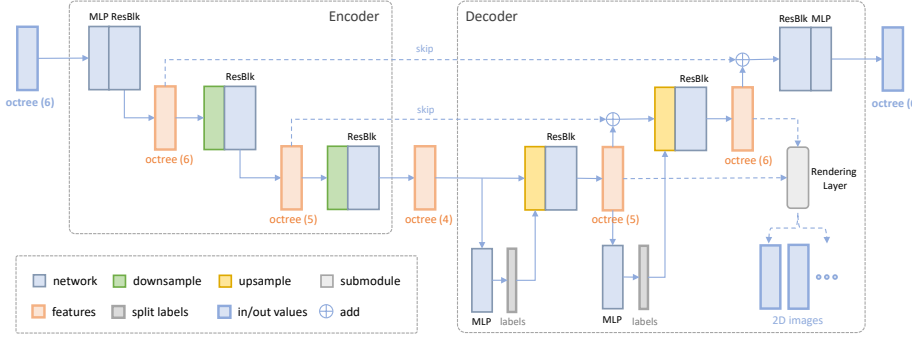 Encoder
Decoder
MLP ResBlk
ResBlk MLP
skip
ResBlk
ResBlk
octree (6)
skip
octree (6)
ResBlk
ResBlk
octree (6)
Rendering
Layer
octree (5)
octree (4)
octree (5)
network
downsample
upsample
submodule
features
split labels
in/out values
add
MLP
labels
MLP
labels
2D images